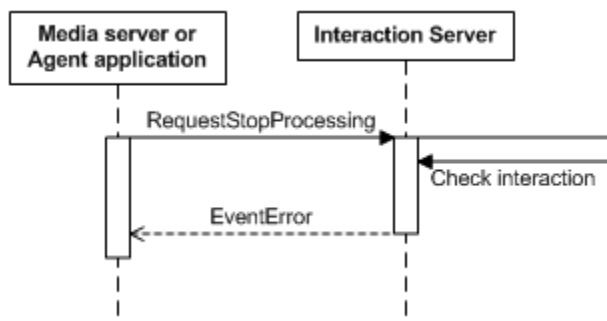 Media server or
Agent application
Interaction Server
RequestStopProcessing
Check interaction
EventError